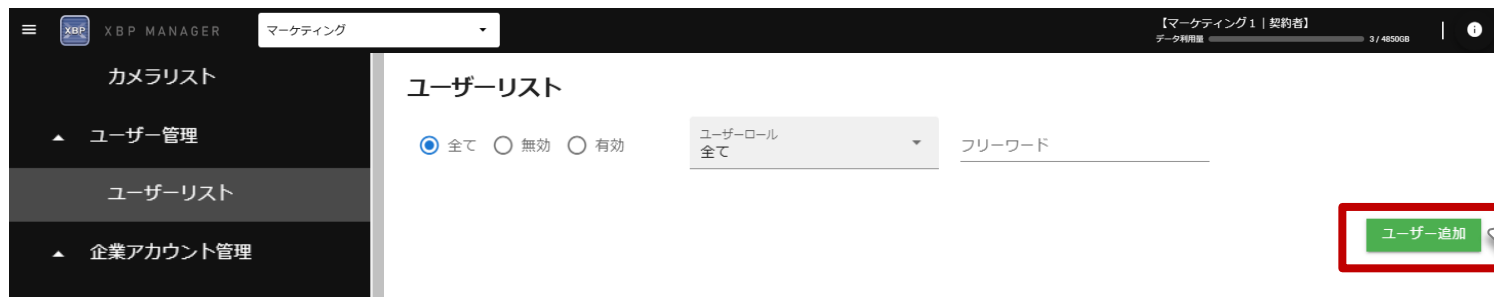 XBP MANAGER マーケティング 【マーケティング1 | 契約者】
データ利用量 3 / 4850GB
カメラリスト
ユーザー管理
ユーザーリスト
企業アカウント管理
ユーザーリスト
全て 無効 有効
ユーザーロール
全て
フリーワード
ユーザー追加